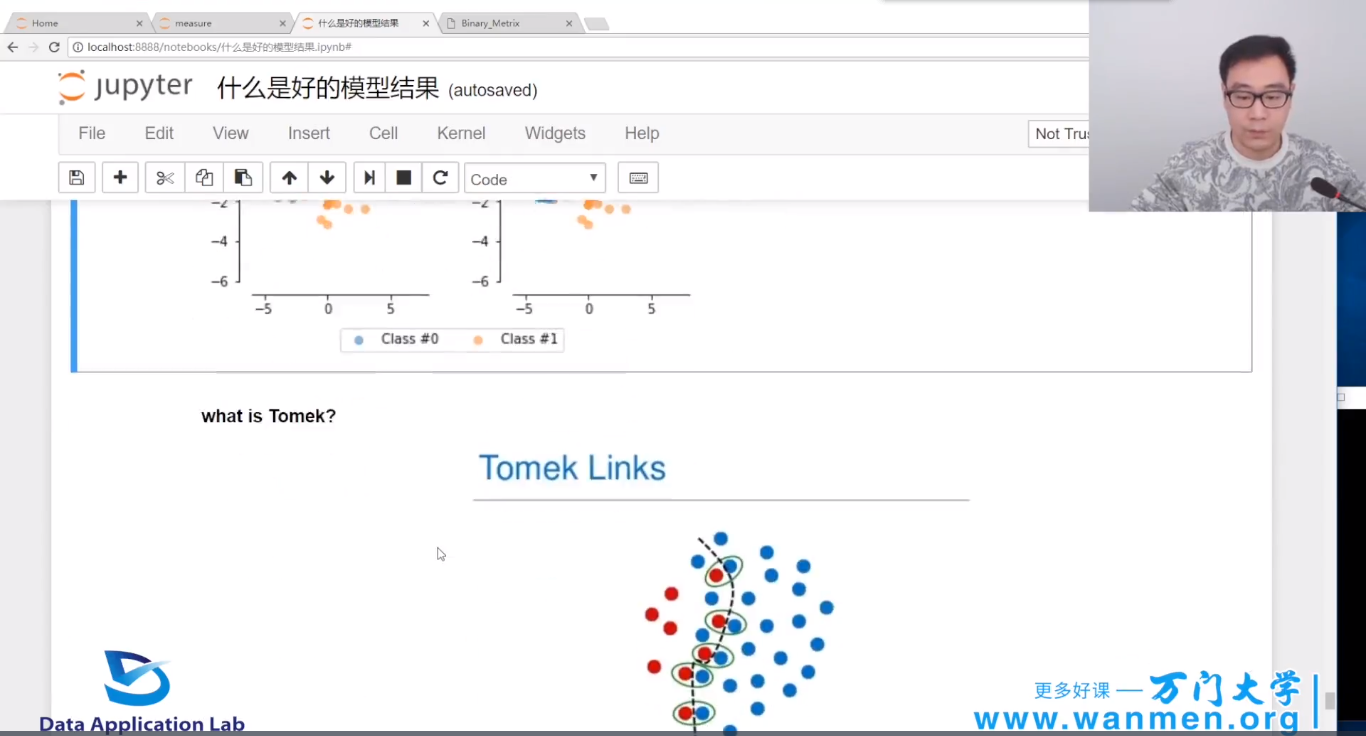 Home
measure
什么是好的模型结果
Binary_Metrix
localhost:8888/notebooks/什么是好的模型结果.ipynb#
jupyter 什么是好的模型结果 (autosaved)
File Edit View Insert Cell Kernel Widgets Help
Not Trus
Code
-2 -2
-4 -4
-6 -6
-5 0 5 -5 0 5
Class #0 Class #1
what is Tomek?
Tomek Links
更多好课 — 万门大学
www.wanmen.org
Data Application Lab